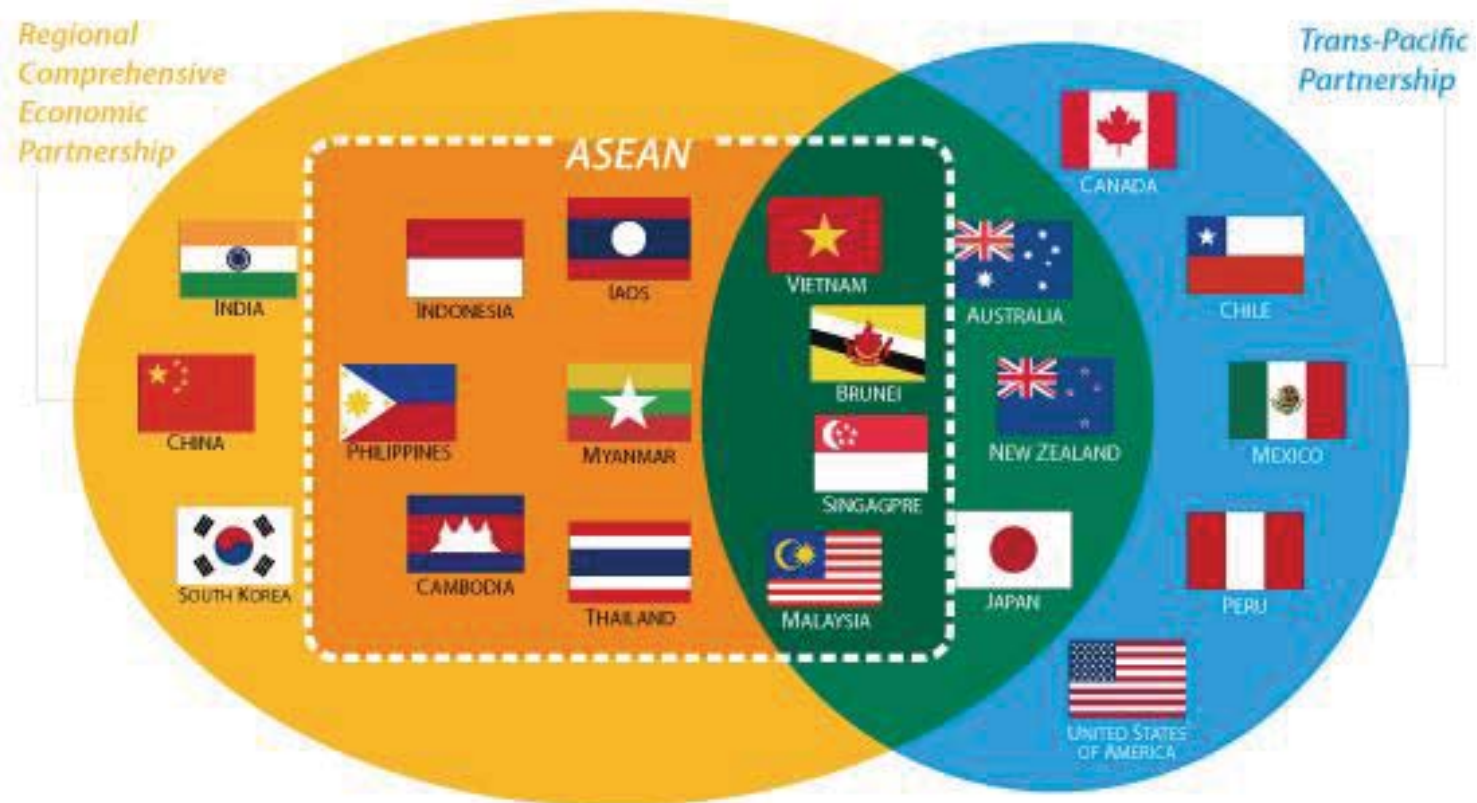 Regional
Comprehensive
Economic
Partnership
Trans-Pacific
Partnership
ASEAN
CANADA
INDIA
INDONESIA
IAOS
VIETNAM
AUSTRALIA
CHILE
CHINA
PHILIPPINES
MYANMAR
BRUNEI
NEW ZEALAND
MEXICO
SINGAGPRE
SOUTH KOREA
CAMBODIA
THAILAND
MALAYSIA
JAPAN
PERU
UNITED STATES
OF AMERICA